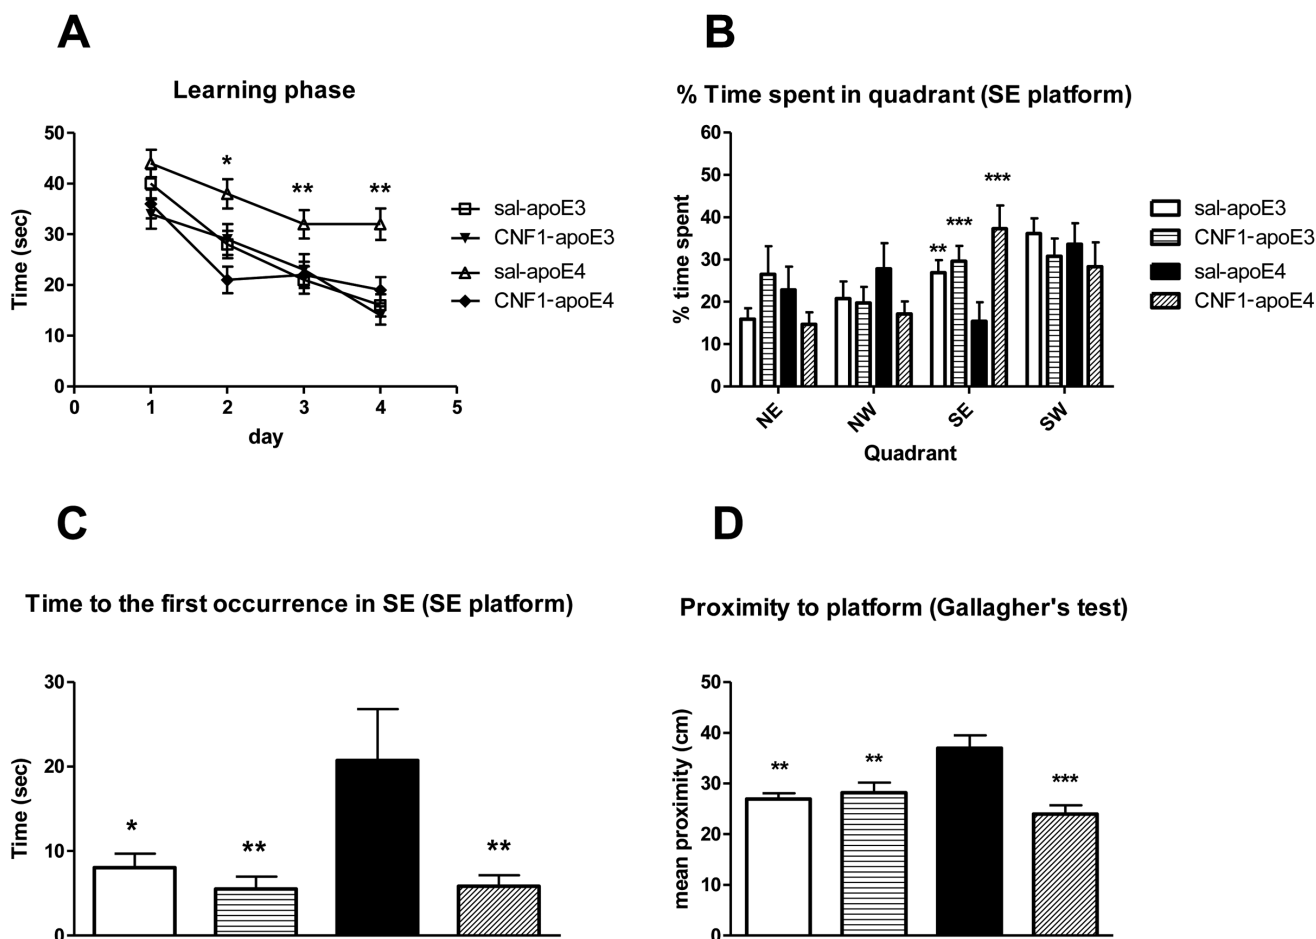 A
Learning phase
50
40
30
20
10
0
Time (sec)
0 1 2 3 4 5
day
* ** **
sal-apoE3
CNF1-apoE3
sal-apoE4
CNF1-apoE4
B
% Time spent in quadrant (SE platform)
60
50
40
30
20
10
0
% time spent
** *** ***
NE NW SE SW
Quadrant
sal-apoE3
CNF1-apoE3
sal-apoE4
CNF1-apoE4
C
Time to the first occurrence in SE (SE platform)
30
20
10
0
Time (sec)
* ** **
D
Proximity to platform (Gallagher's test)
50
40
30
20
10
0
mean proximity (cm)
** ** ***